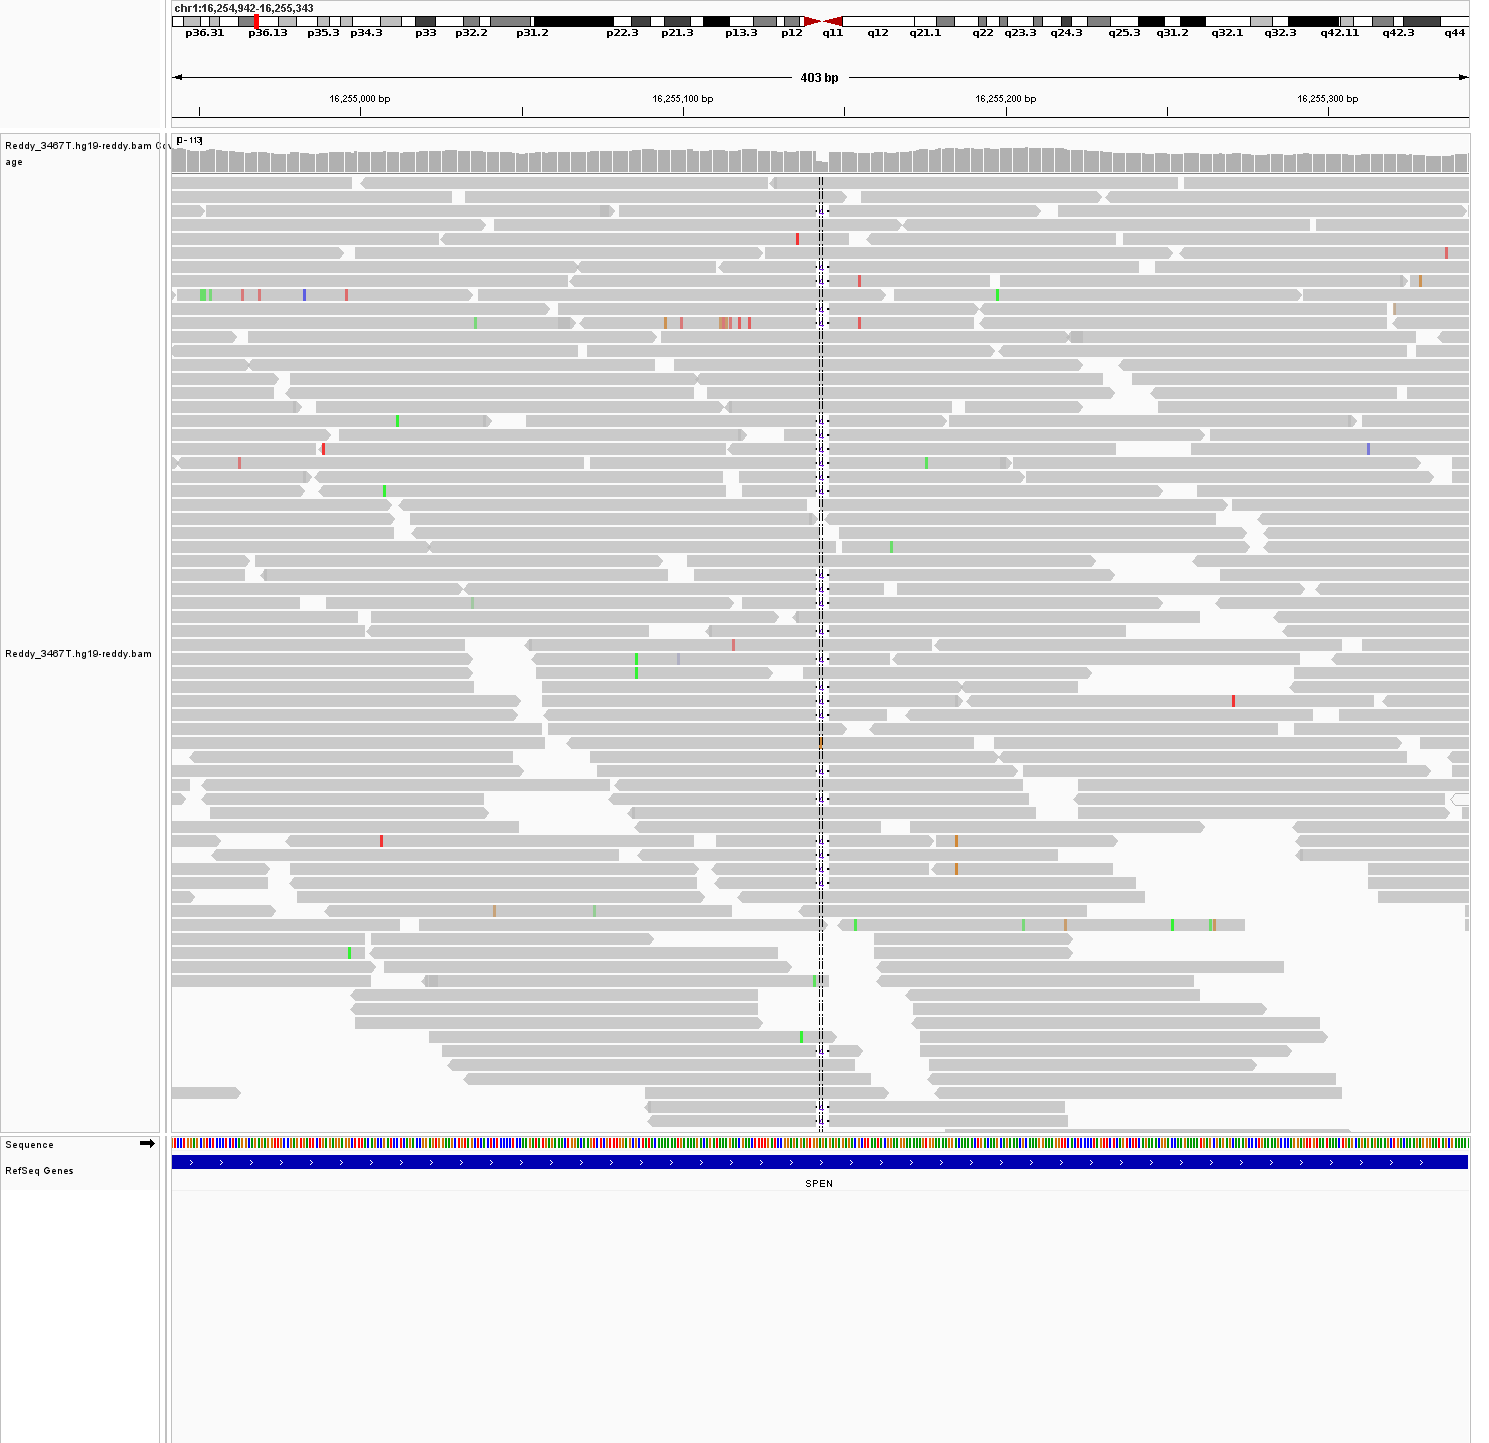 chr1:16,254,942-16,255,343
p36.31 p36.13 p35.3 p34.3 p33 p32.2 p31.2 p22.3 p21.3 p13.3 p12 q11 q12 q21.1 q22 q23.3 q24.3 q25.3 q31.2 q32.1 q32.3 q42.11 q42.3 q44
403 bp
16,255,000 bp 16,255,100 bp 16,255,200 bp 16,255,300 bp
[0 - 113]
Reddy_3467T.hg19-reddy.bam Cov
age
Reddy_3467T.hg19-reddy.bam
Sequence
RefSeq Genes
SPEN